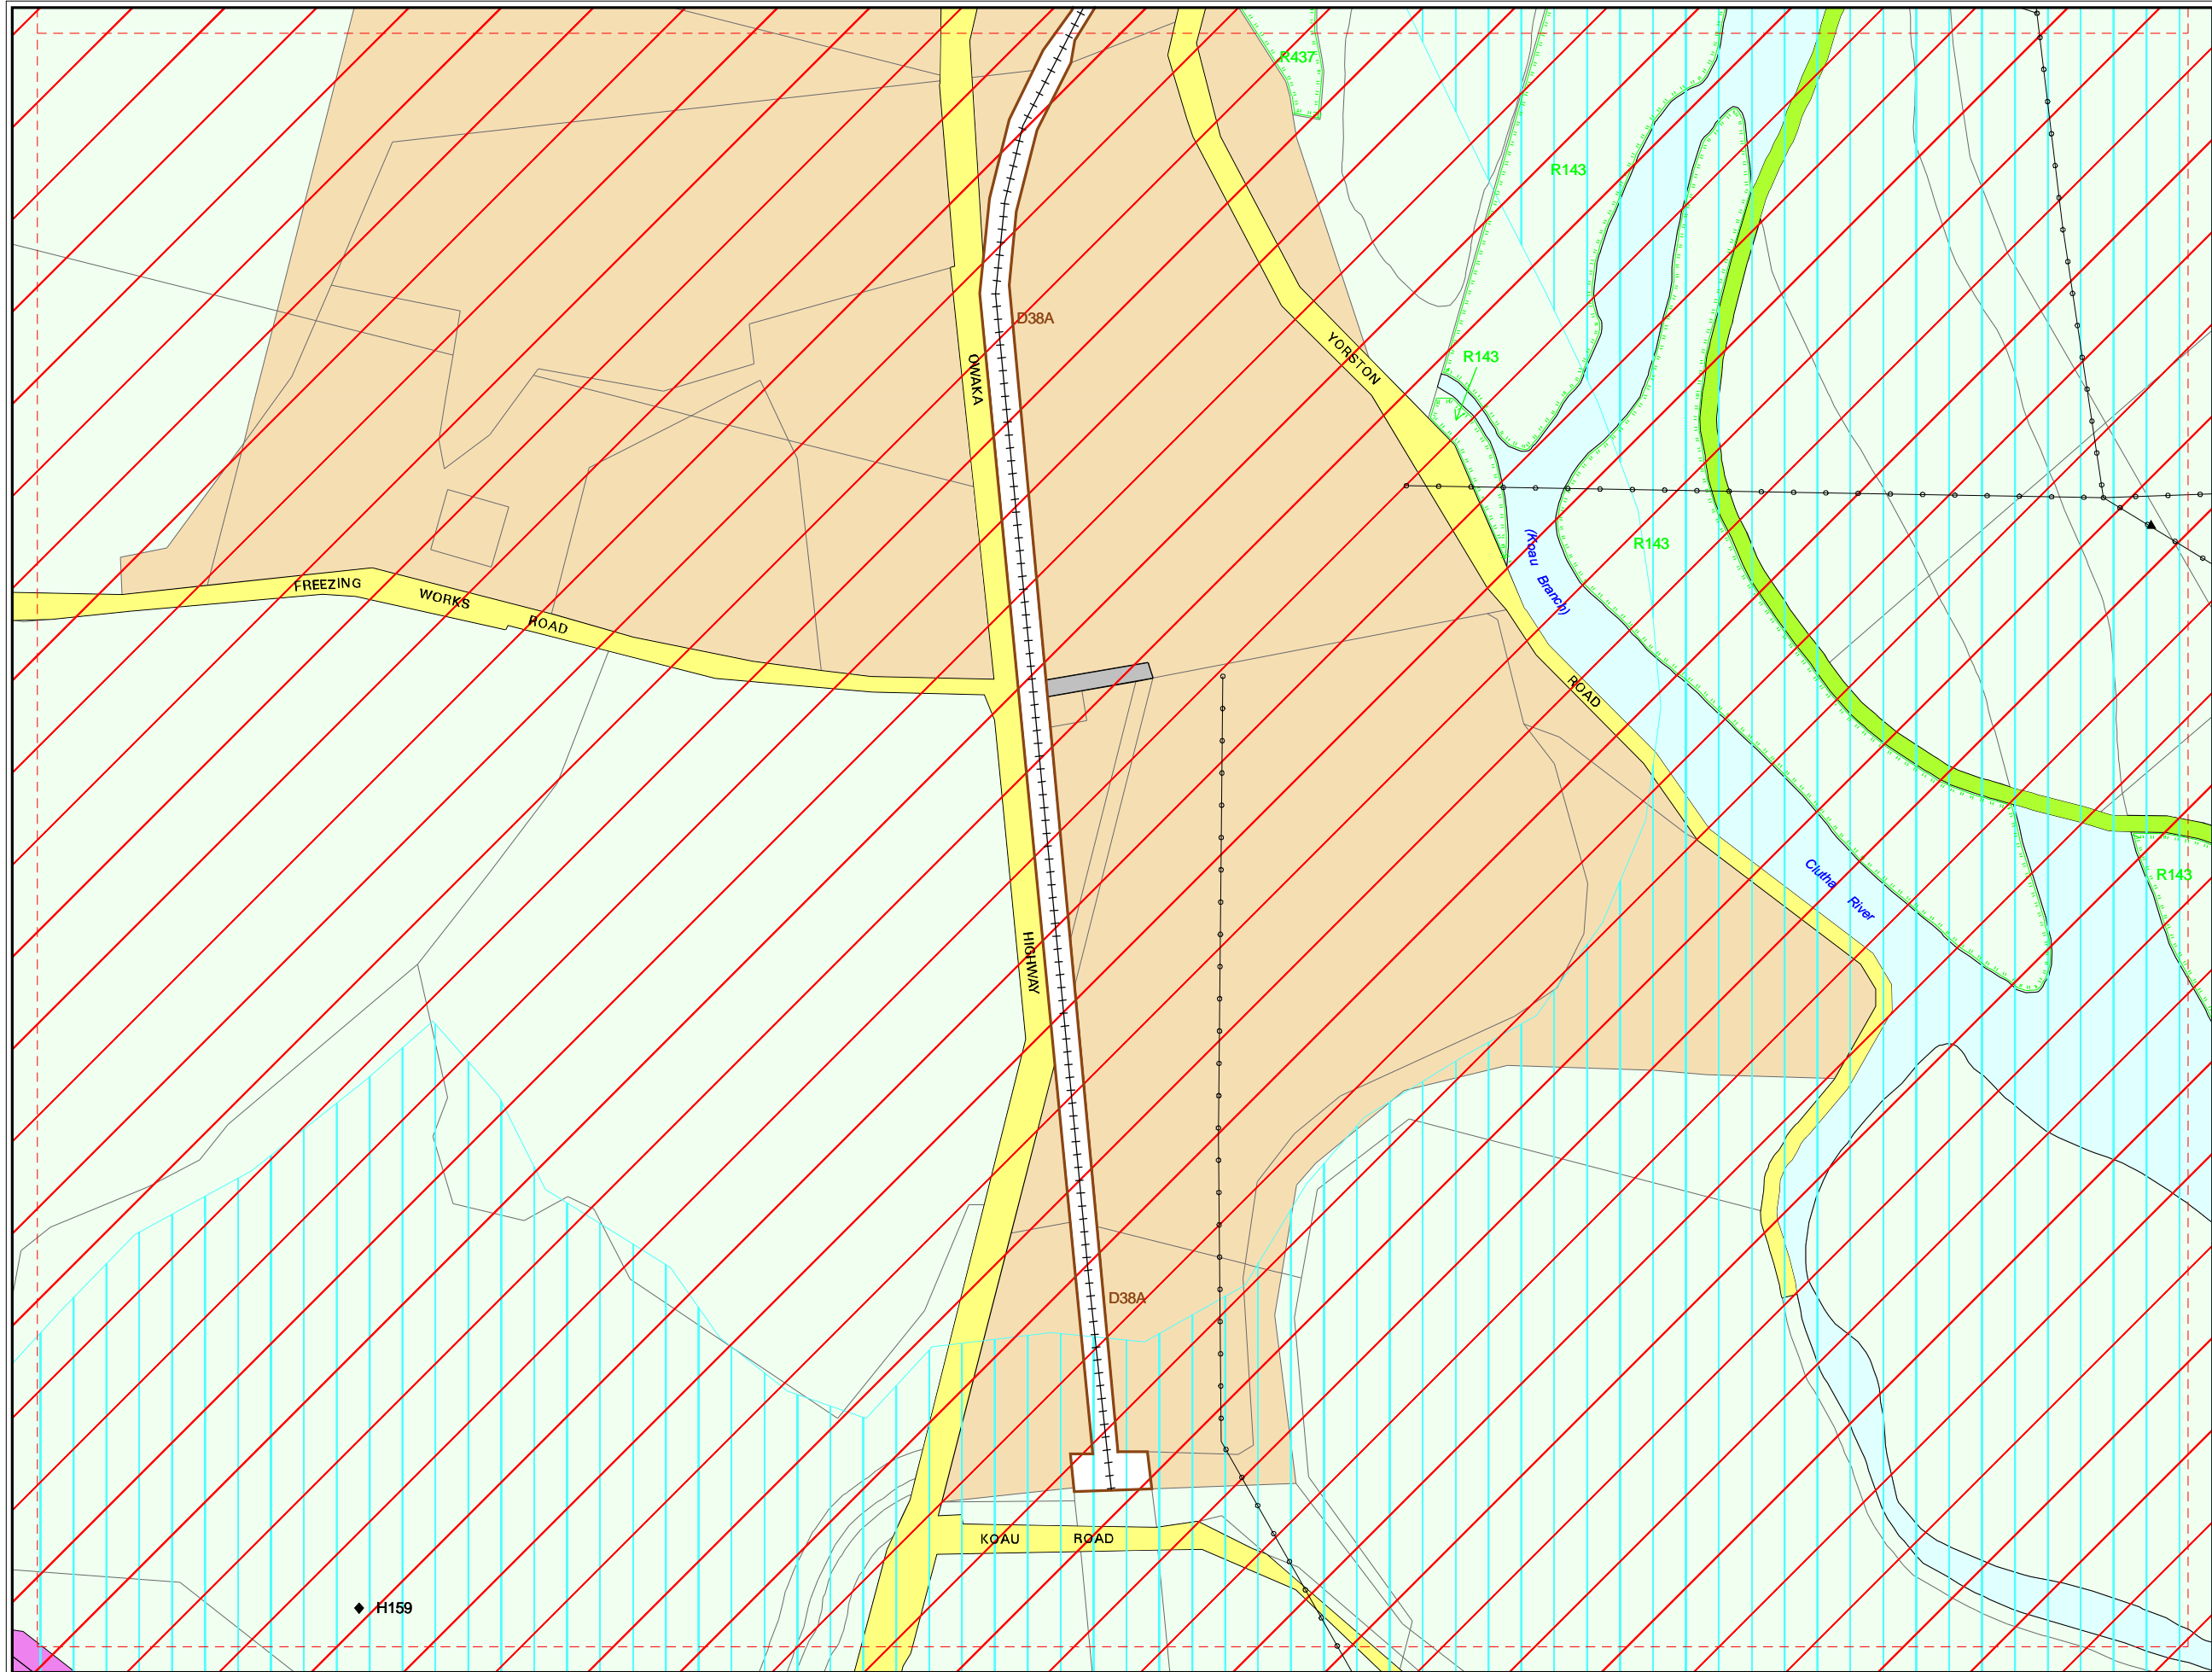 R437
R143
D38A
OWAKA
YORSTON
R143
(Koau Branch)
R143
FREEZING WORKS ROAD
ROAD
Clutha River
R143
HIGHWAY
D38A
KOAU ROAD
H159